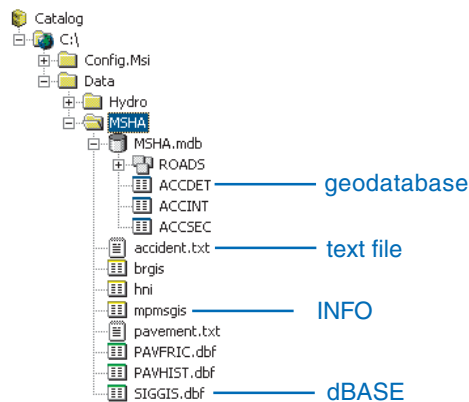 Catalog
C:\
Config.Msi
Data
Hydro
MSHA
MSHA.mdb
ROADS
ACCDET geodatabase
ACCINT
ACCSEC
accident.txt text file
brgis
hni
mpmsgis INFO
pavement.txt
PAVFRIC.dbf
PAVHIST.dbf
SIGGIS.dbf dBASE